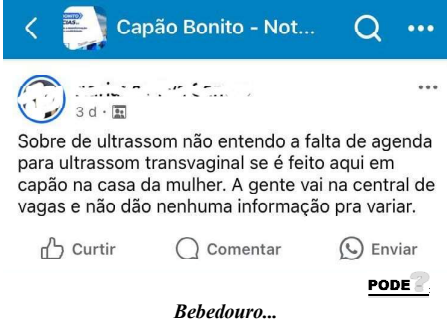 Capão Bonito - Not...
3 d
Sobre de ultrassom não entendo a falta de agenda
para ultrassom transvaginal se é feito aqui em
capão na casa da mulher. A gente vai na central de
vagas e não dão nenhuma informação pra variar.
Curtir Comentar Enviar
PODE?
Bebedouro...